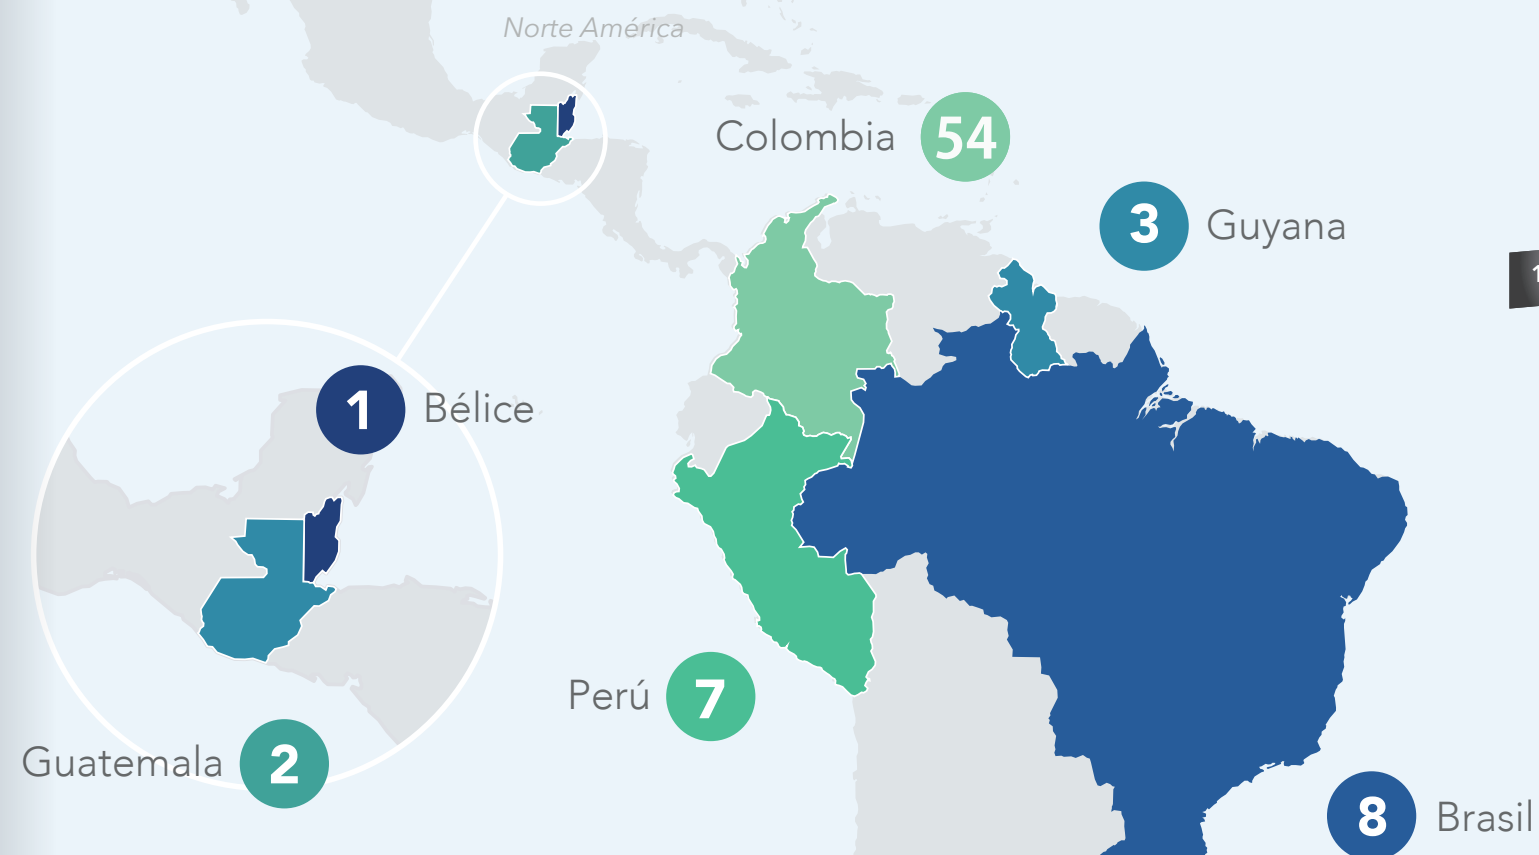 Norte América
Colombia 54
3 Guyana
1 Bélice
Perú 7
Guatemala 2
8 Brasil